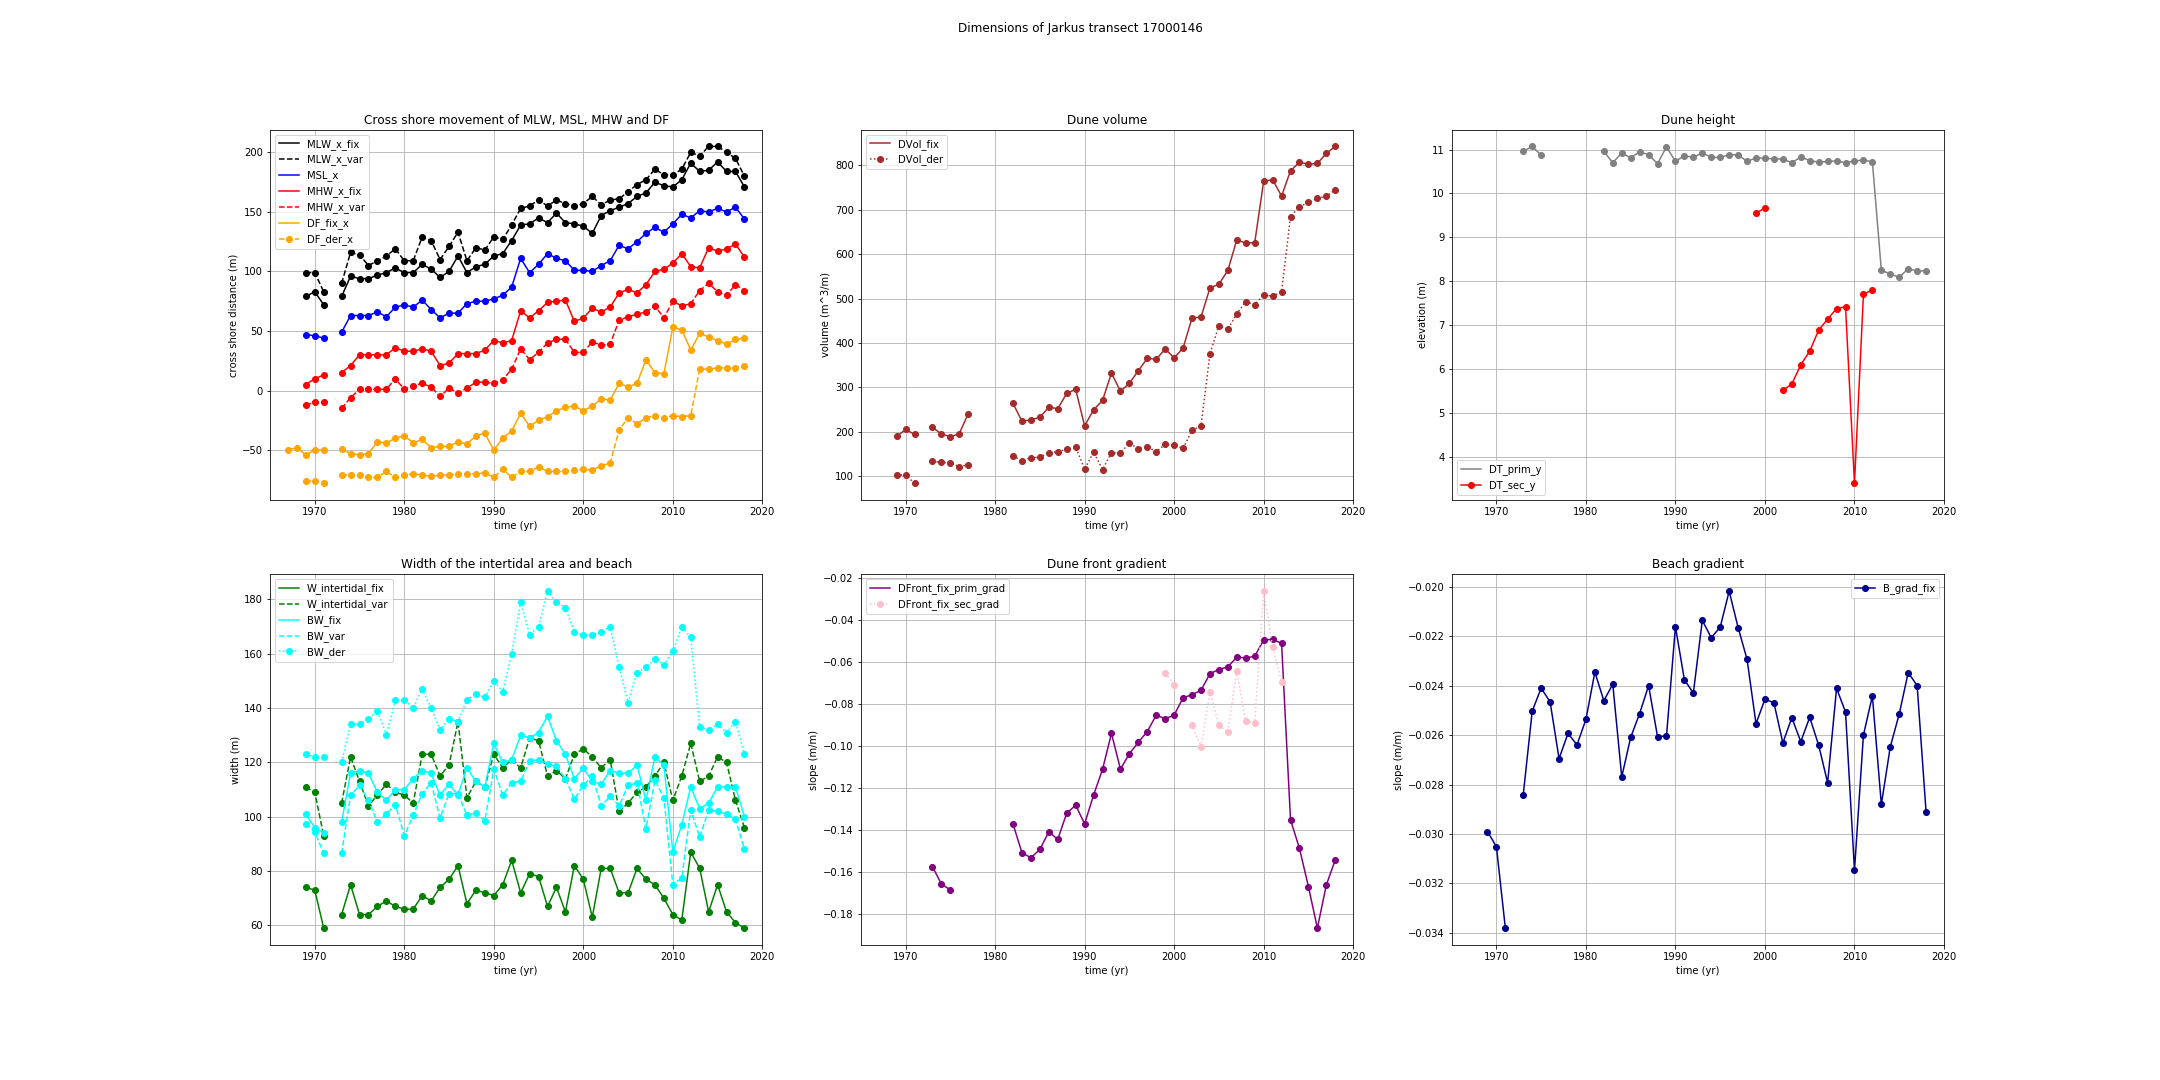 Dimensions of Jarkus transect 17000146
Cross shore movement of MLW, MSL, MHW and DF
MLW_x_fix
MLW_x_var
MSL_x
MHW_x_fix
MHW_x_var
DF_fix_x
DF_der_x
cross shore distance (m)
200
150
100
50
0
−50
1970 1980 1990 2000 2010 2020
time (yr)
Dune volume
DVol_fix
DVol_der
volume (m^3/m)
800
700
600
500
400
300
200
100
1970 1980 1990 2000 2010 2020
time (yr)
Dune height
DT_prim_y
DT_sec_y
elevation (m)
11
10
9
8
7
6
5
4
1970 1980 1990 2000 2010 2020
time (yr)
Width of the intertidal area and beach
W_intertidal_fix
W_intertidal_var
BW_fix
BW_var
BW_der
width (m)
180
160
140
120
100
80
60
1970 1980 1990 2000 2010 2020
time (yr)
Dune front gradient
DFront_fix_prim_grad
DFront_fix_sec_grad
slope (m/m)
−0.02
−0.04
−0.06
−0.08
−0.10
−0.12
−0.14
−0.16
−0.18
1970 1980 1990 2000 2010 2020
time (yr)
Beach gradient
B_grad_fix
slope (m/m)
−0.020
−0.022
−0.024
−0.026
−0.028
−0.030
−0.032
−0.034
1970 1980 1990 2000 2010 2020
time (yr)